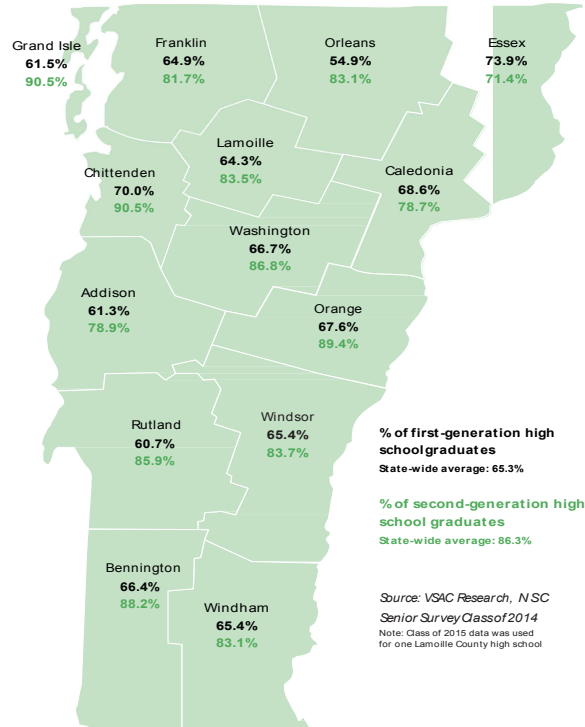 Grand Isle
61.5%
90.5%
Franklin
64.9%
81.7%
Orleans
54.9%
83.1%
Essex
73.9%
71.4%
Lamoille
64.3%
83.5%
Chittenden
70.0%
90.5%
Caledonia
68.6%
78.7%
Washington
66.7%
86.8%
Addison
61.3%
78.9%
Orange
67.6%
89.4%
Rutland
60.7%
85.9%
Windsor
65.4%
83.7%
Bennington
66.4%
88.2%
Windham
65.4%
83.1%
% of first-generation high
school graduates
State-wide average: 65.3%
% of second-generation high
school graduates
State-wide average: 86.3%
Source: VSAC Research, NSC
Senior Survey Class of 2014
Note: Class of 2015 data was used
for one Lamoille County high school